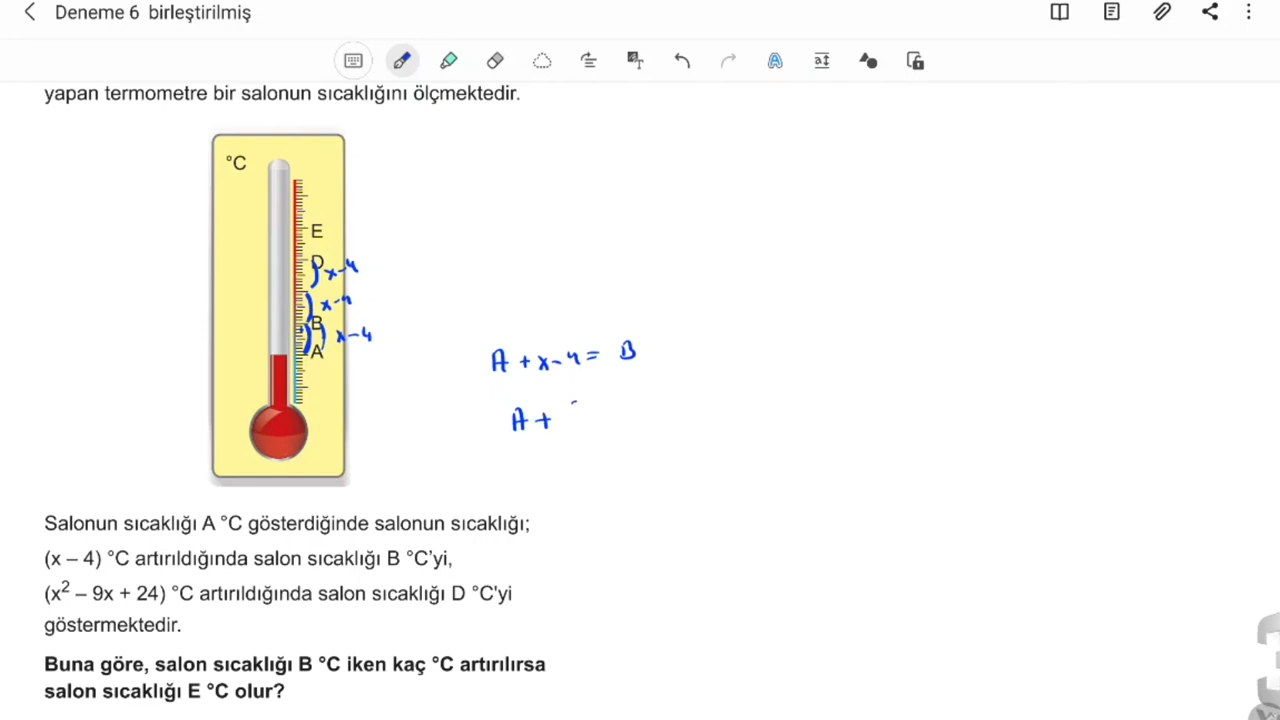 Deneme 6 birleştirilmiş
yapan termometre bir salonun sıcaklığını ölçmektedir.
°C
E
D
x-4
x-4
B
x-4
A
A + x-4 = B
A +
Salonun sıcaklığı A °C gösterdiğinde salonun sıcaklığı;
(x – 4) °C artırıldığında salon sıcaklığı B °C'yi,
(x² – 9x + 24) °C artırıldığında salon sıcaklığı D °C'yi
göstermektedir.
Buna göre, salon sıcaklığı B °C iken kaç °C artırılırsa
salon sıcaklığı E °C olur?